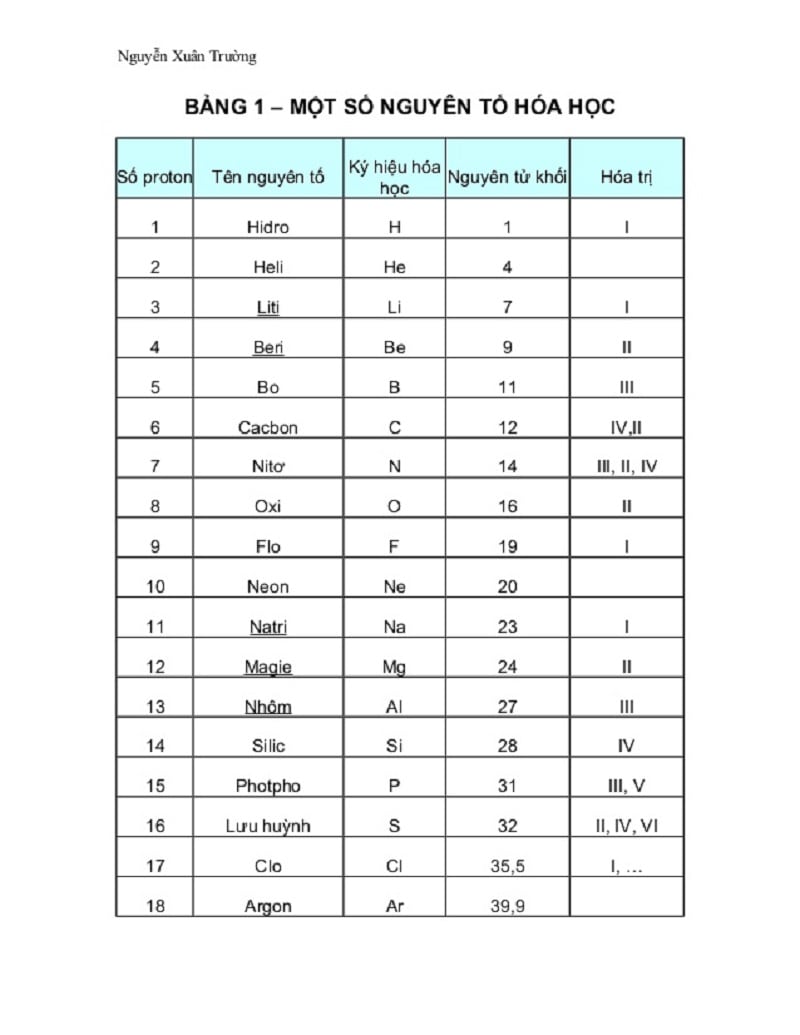 Nguyễn Xuân Trường
BẢNG 1 – MỘT SỐ NGUYÊN TỐ HÓA HỌC
Số proton Tên nguyên tố Ký hiệu hóa học Nguyên tử khối Hóa trị
1 Hidro H 1 I
2 Heli He 4
3 Liti Li 7 I
4 Beri Be 9 II
5 Bo B 11 III
6 Cacbon C 12 IV,II
7 Nitơ N 14 III, II, IV
8 Oxi O 16 II
9 Flo F 19 I
10 Neon Ne 20
11 Natri Na 23 I
12 Magie Mg 24 II
13 Nhôm Al 27 III
14 Silic Si 28 IV
15 Photpho P 31 III, V
16 Lưu huỳnh S 32 II, IV, VI
17 Clo Cl 35,5 I, …
18 Argon Ar 39,9